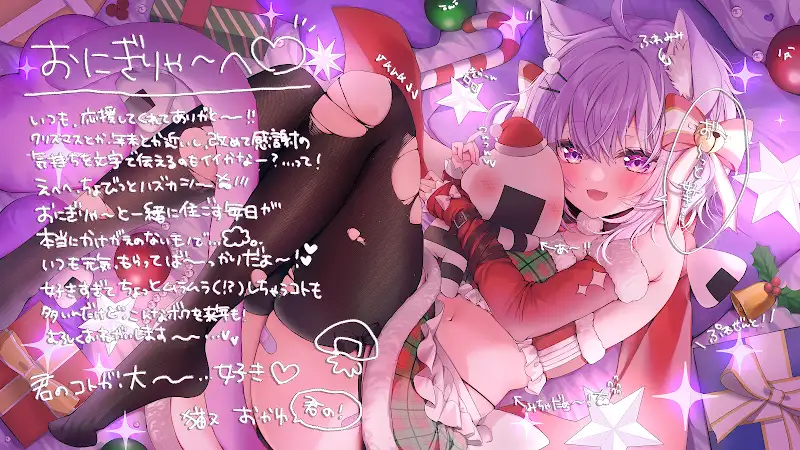 おにぎりゃ〜へ♡
いつも、応援してくれてありがと〜!!
クリスマスとか、年末とか近いし、改めて感謝の
気持ちを文字で伝えるのもイイかなー?...って!
えへへ、ちょびっとハズカシ〜
おにぎりゃ〜と一緒に過ごす毎日が
本当にかけがえのないモノで...
いつも元気、もらってば〜っかりだよ〜!♥
好きすぎて、ちょっとムラムラ(!?)しちゃうコトも
多いんだけど、こんなボクを来年も!
よろしくおねがいします〜...
君のコトが!大〜...好き♡
猫又 おかゆ
君の!
ふわみみ
←あ〜!!
ぷれぜんと!!